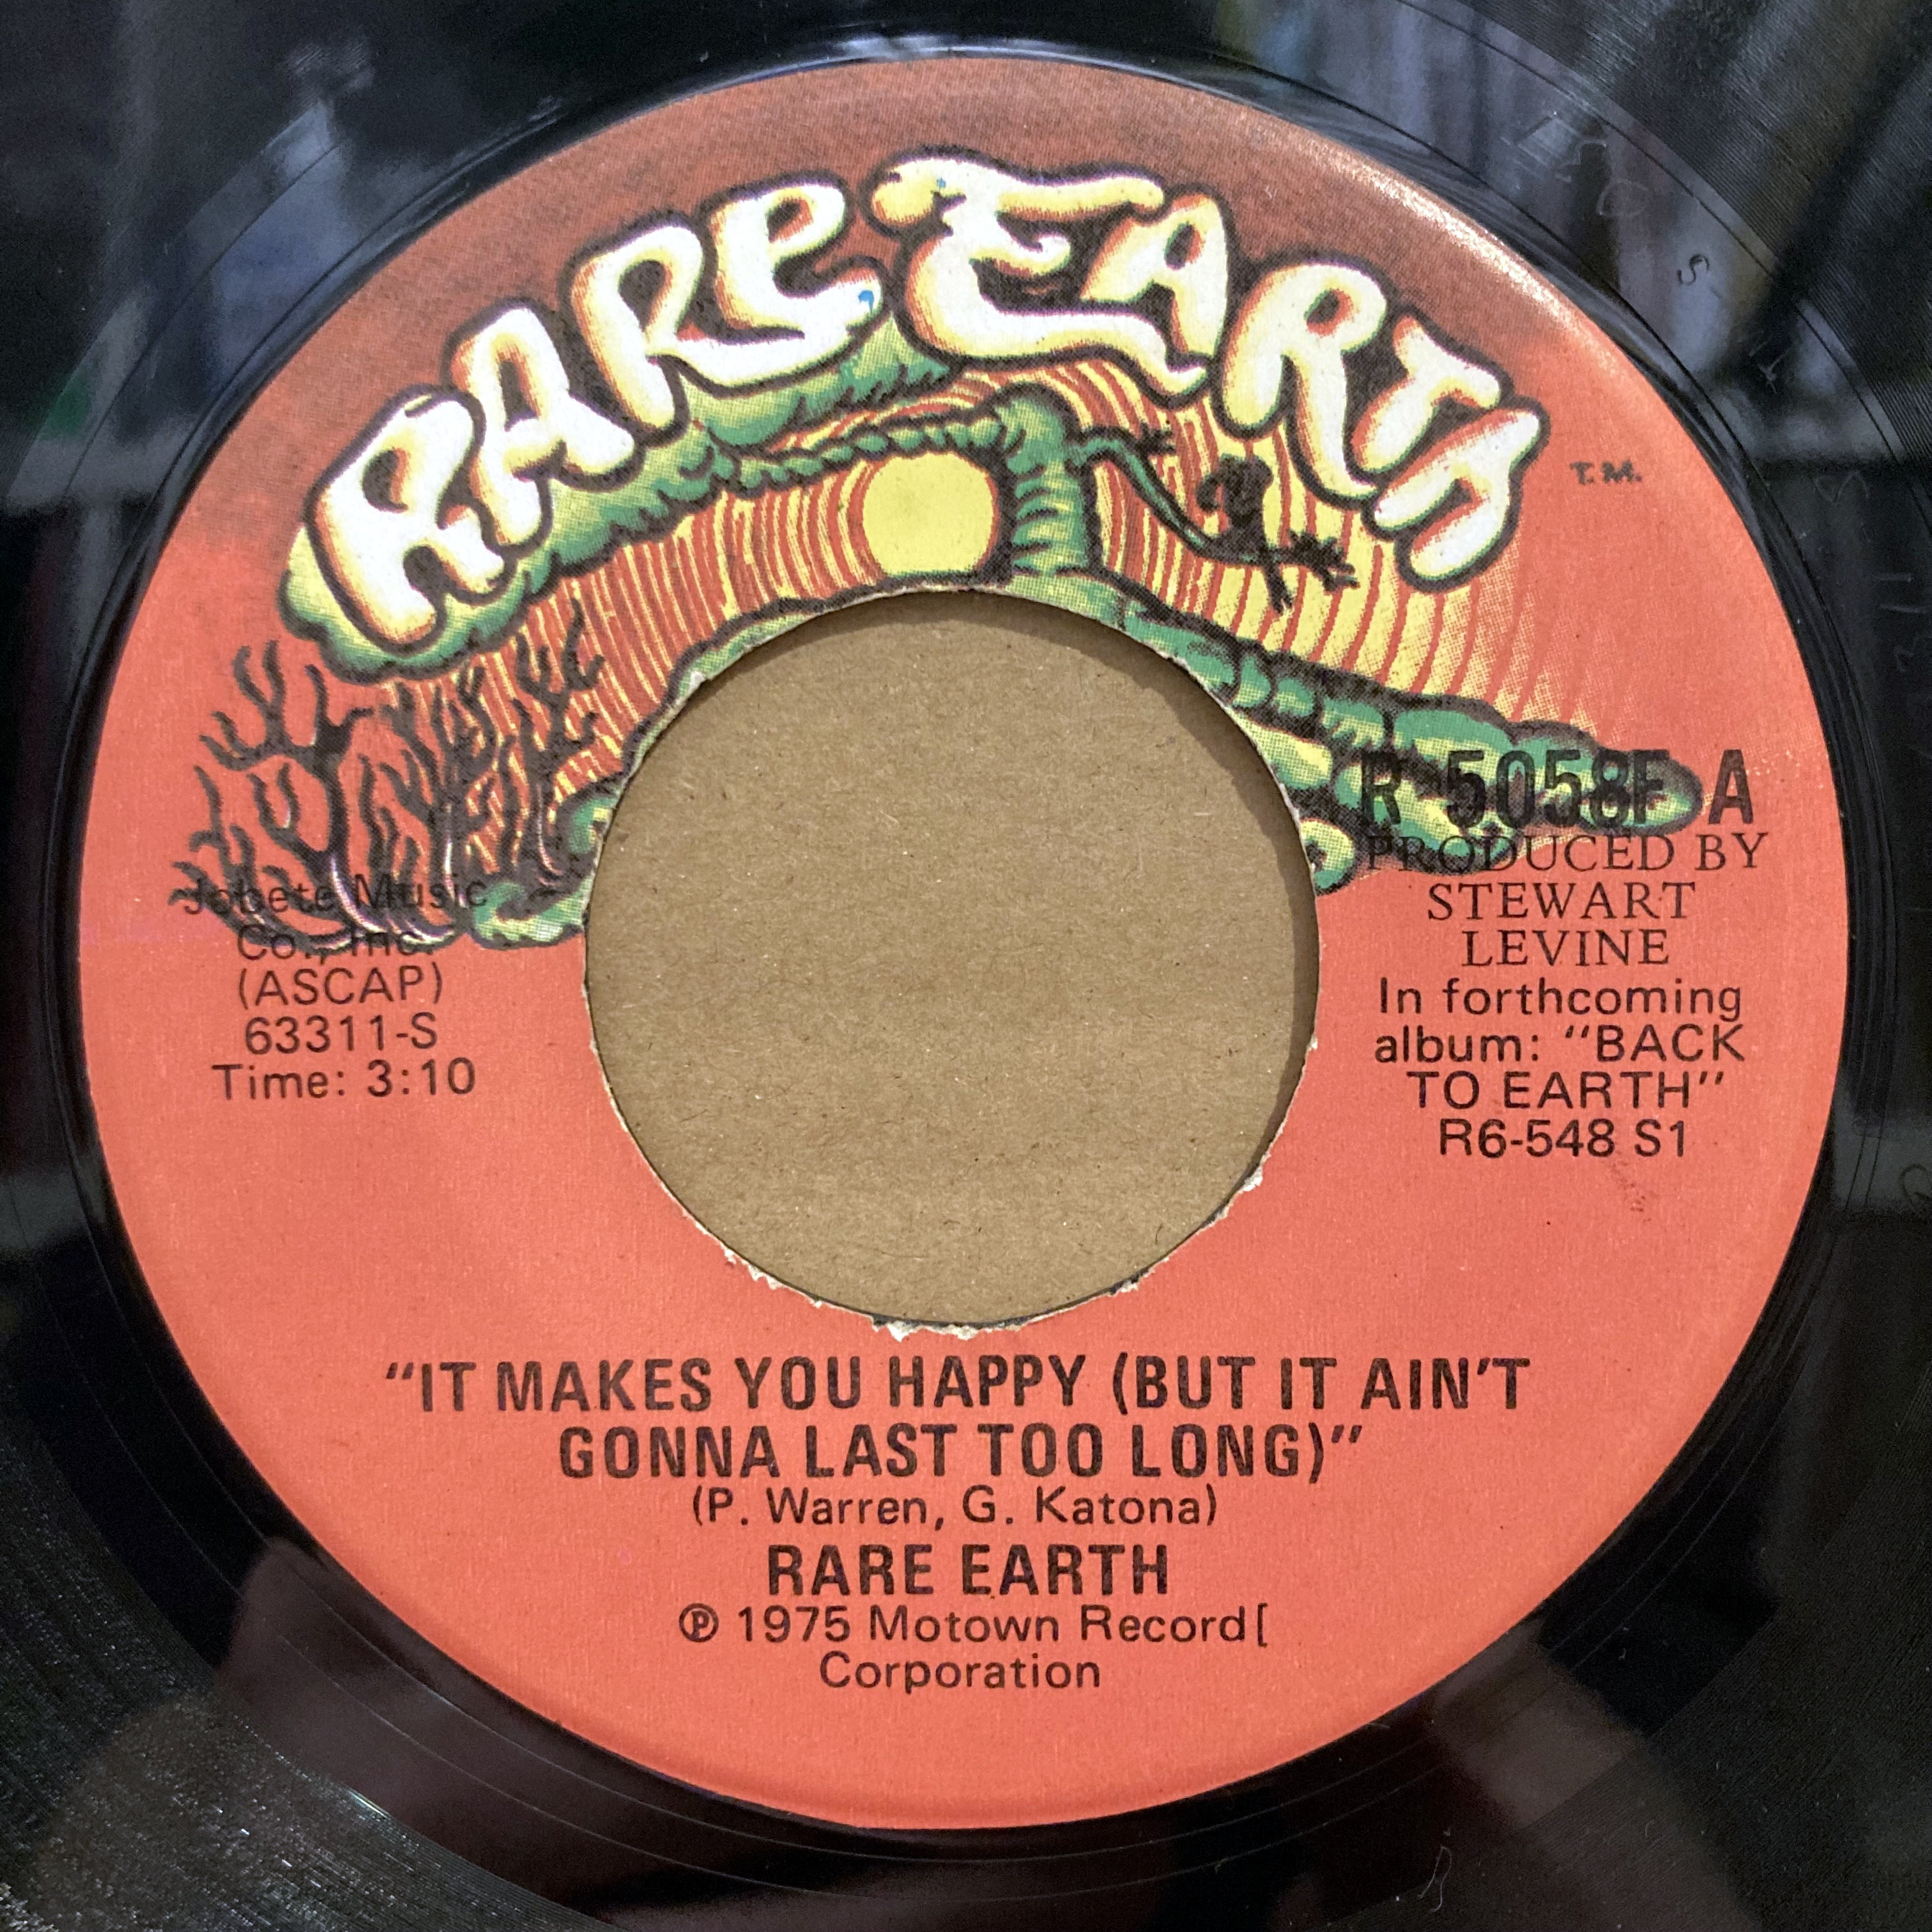 RARE EARTH
T.M.
Jobete Music
Co., Inc.
(ASCAP)
63311-S
Time: 3:10
R 5058F A
PRODUCED BY
STEWART
LEVINE
In forthcoming
album: "BACK
TO EARTH"
R6-548 S1
"IT MAKES YOU HAPPY (BUT IT AIN'T
GONNA LAST TOO LONG)"
(P. Warren, G. Katona)
RARE EARTH
℗ 1975 Motown Record[
Corporation